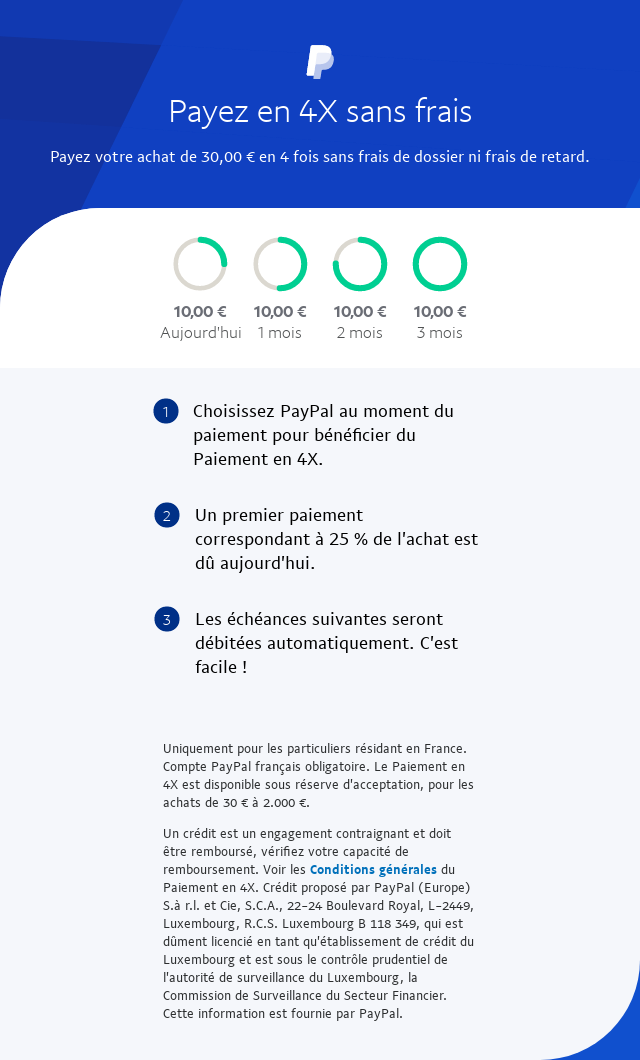 Payez en 4X sans frais
Payez votre achat de 30,00 € en 4 fois sans frais de dossier ni frais de retard.
10,00 € 10,00 € 10,00 € 10,00 €
Aujourd'hui 1 mois 2 mois 3 mois
1 Choisissez PayPal au moment du
paiement pour bénéficier du
Paiement en 4X.
2 Un premier paiement
correspondant à 25 % de l'achat est
dû aujourd'hui.
3 Les échéances suivantes seront
débitées automatiquement. C'est
facile !
Uniquement pour les particuliers résidant en France.
Compte PayPal français obligatoire. Le Paiement en
4X est disponible sous réserve d'acceptation, pour les
achats de 30 € à 2.000 €.
Un crédit est un engagement contraignant et doit
être remboursé, vérifiez votre capacité de
remboursement. Voir les Conditions générales du
Paiement en 4X. Crédit proposé par PayPal (Europe)
S.à r.l. et Cie, S.C.A., 22-24 Boulevard Royal, L-2449,
Luxembourg, R.C.S. Luxembourg B 118 349, qui est
dûment licencié en tant qu'établissement de crédit du
Luxembourg et est sous le contrôle prudentiel de
l'autorité de surveillance du Luxembourg, la
Commission de Surveillance du Secteur Financier.
Cette information est fournie par PayPal.